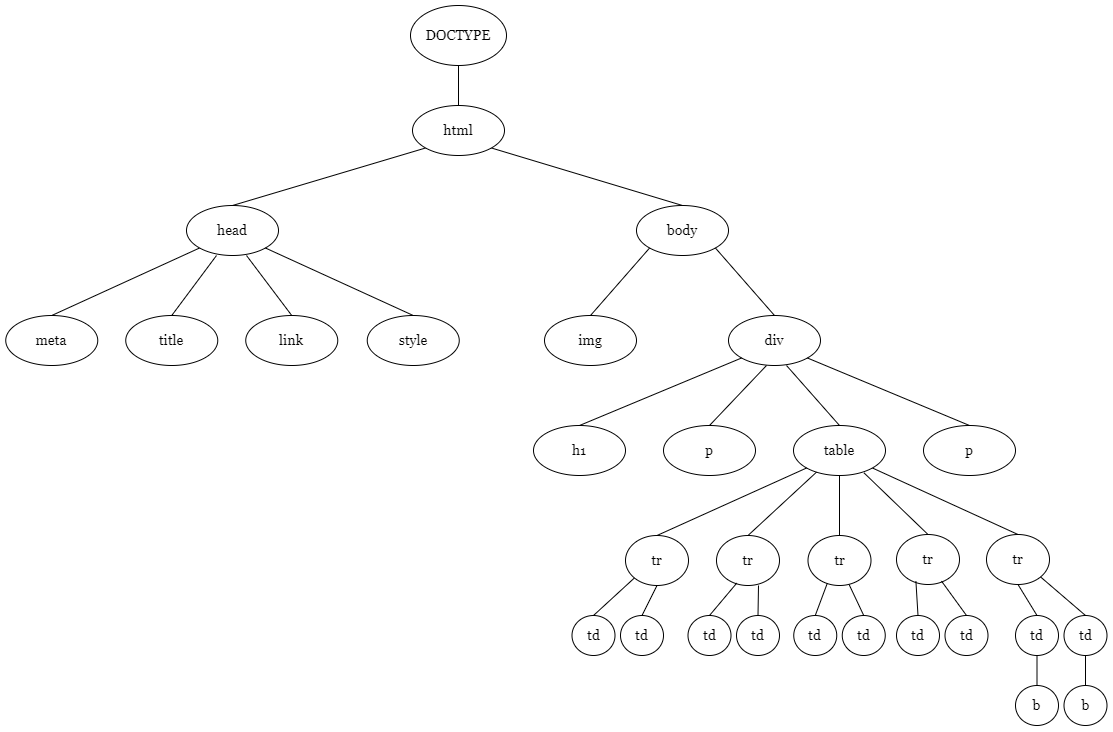 DOCTYPE
html
head
body
meta
title
link
style
img
div
h1
p
table
p
tr
tr
tr
tr
tr
td
td
td
td
td
td
td
td
td
td
b
b